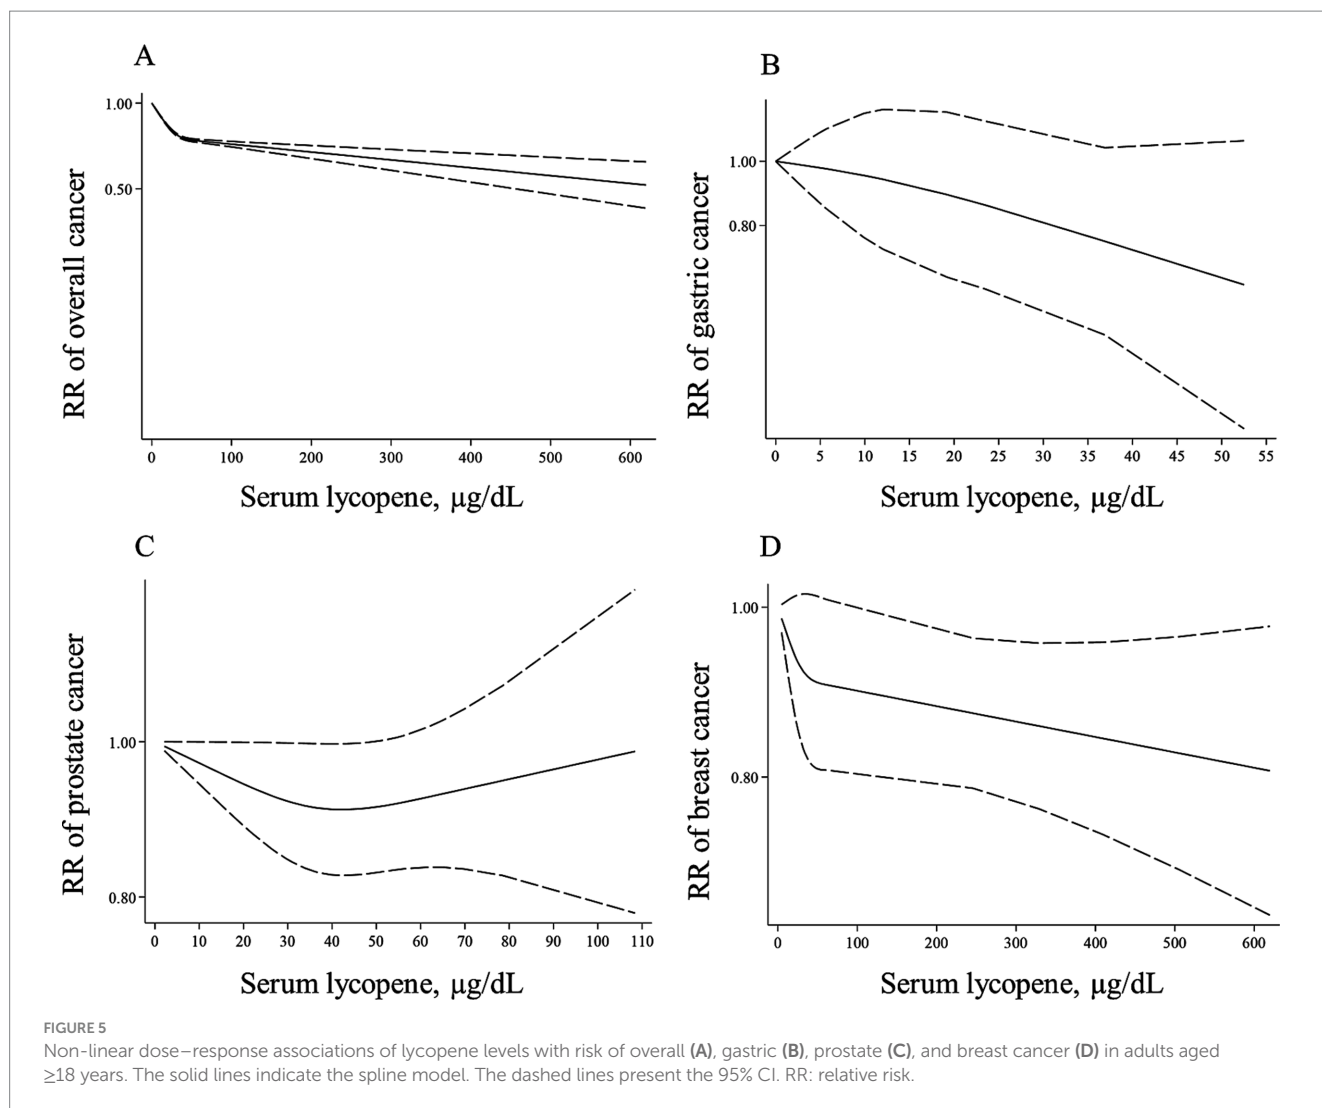 A
1.00
0.50
RR of overall cancer
0 100 200 300 400 500 600
Serum lycopene, µg/dL
B
1.00
0.80
RR of gastric cancer
0 5 10 15 20 25 30 35 40 45 50 55
Serum lycopene, µg/dL
C
1.00
0.80
RR of prostate cancer
0 10 20 30 40 50 60 70 80 90 100 110
Serum lycopene, µg/dL
D
1.00
0.80
RR of breast cancer
0 100 200 300 400 500 600
Serum lycopene, µg/dL
FIGURE 5
Non-linear dose–response associations of lycopene levels with risk of overall (A), gastric (B), prostate (C), and breast cancer (D) in adults aged
≥18 years. The solid lines indicate the spline model. The dashed lines present the 95% CI. RR: relative risk.